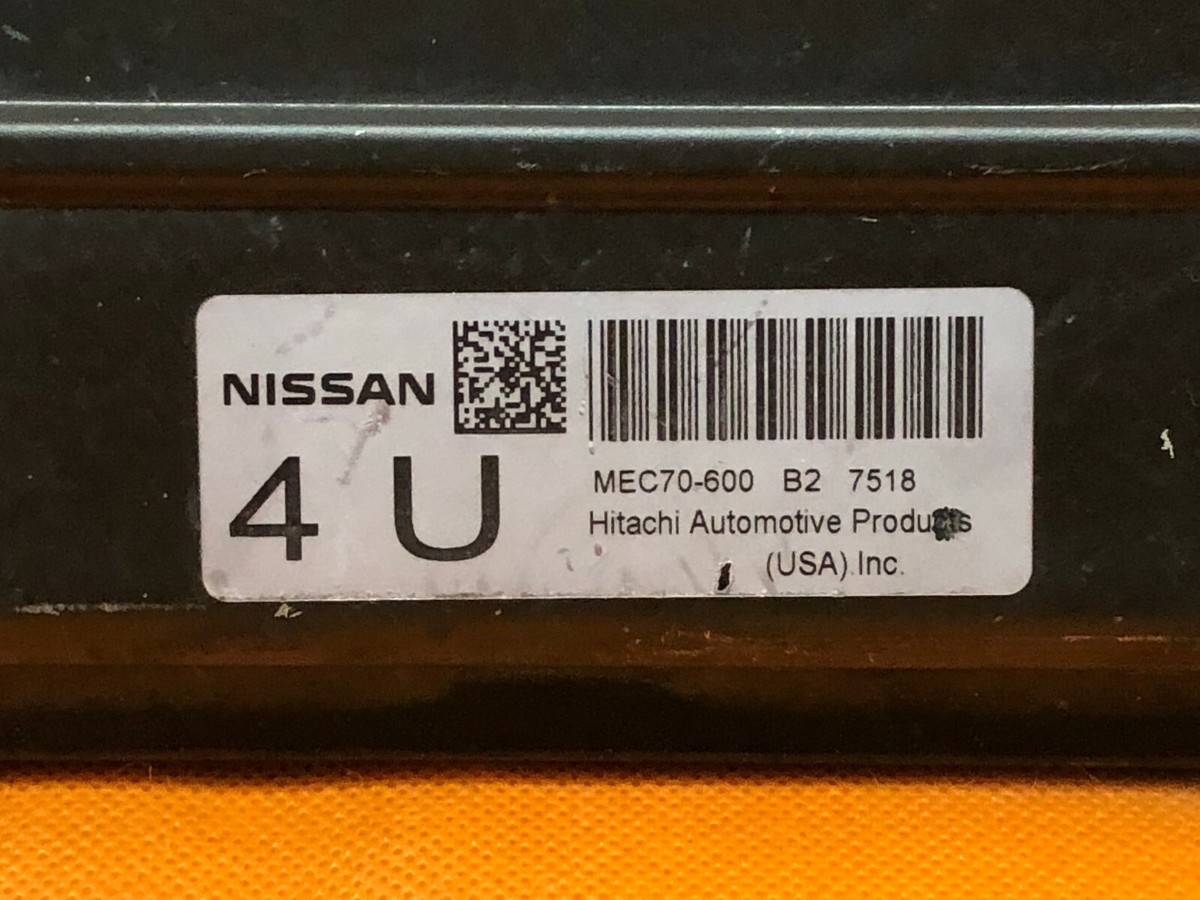 NISSAN
4 U
MEC70-600 B2 7518
Hitachi Automotive Products
(USA).Inc.